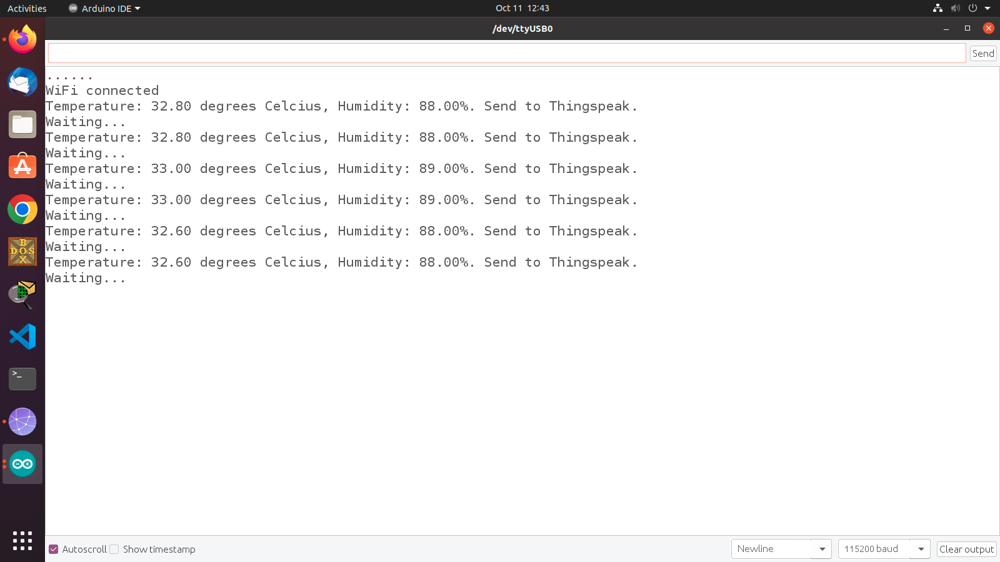 Activities
Arduino IDE
Oct 11 12:43
/dev/ttyUSB0
Send
......
WiFi connected
Temperature: 32.80 degrees Celcius, Humidity: 88.00%. Send to Thingspeak.
Waiting...
Temperature: 32.80 degrees Celcius, Humidity: 88.00%. Send to Thingspeak.
Waiting...
Temperature: 33.00 degrees Celcius, Humidity: 89.00%. Send to Thingspeak.
Waiting...
Temperature: 33.00 degrees Celcius, Humidity: 89.00%. Send to Thingspeak.
Waiting...
Temperature: 32.60 degrees Celcius, Humidity: 88.00%. Send to Thingspeak.
Waiting...
Temperature: 32.60 degrees Celcius, Humidity: 88.00%. Send to Thingspeak.
Waiting...
BOX
DOS
>_
Autoscroll
Show timestamp
Newline
115200 baud
Clear output